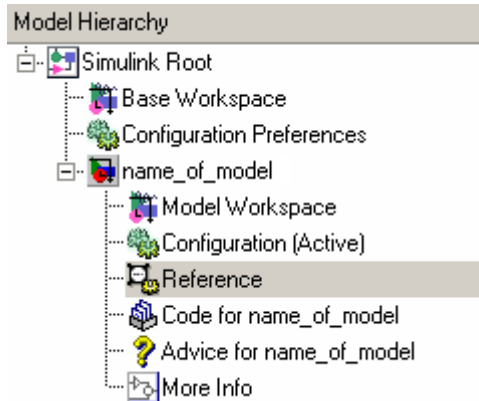 Model Hierarchy
Simulink Root
Base Workspace
Configuration Preferences
name_of_model
Model Workspace
Configuration (Active)
Reference
Code for name_of_model
Advice for name_of_model
More Info